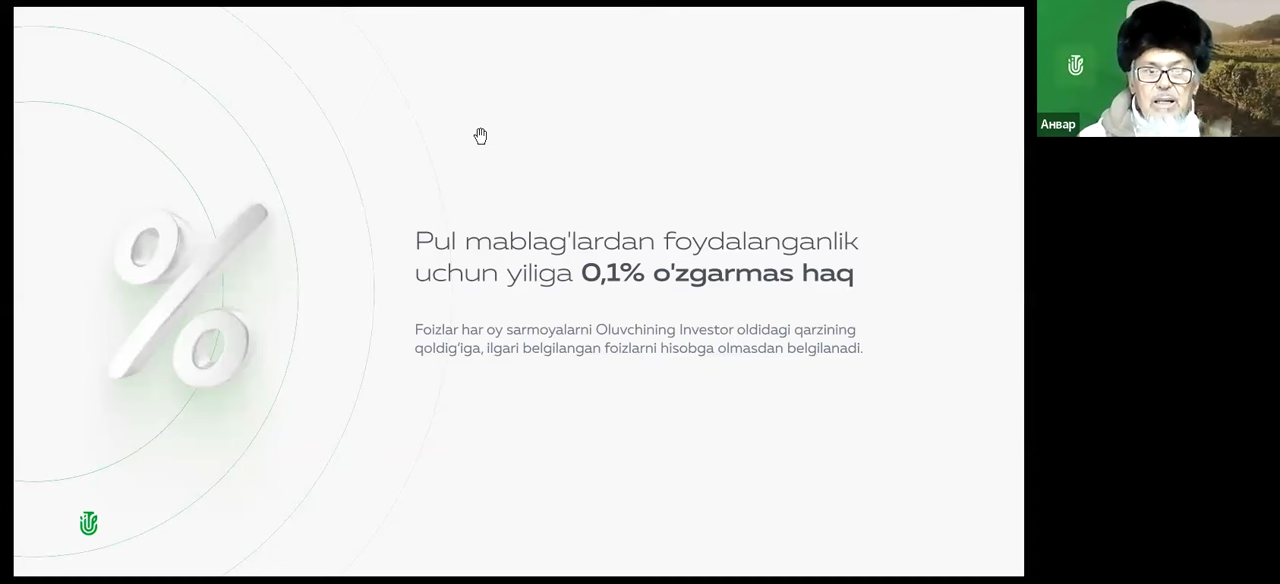 Pul mablag'lardan foydalanganlik
uchun yiliga 0,1% o'zgarmas haq
Foizlar har oy sarmoyalarni Oluvchining Investor oldidagi qarzining
qoldig‘iga, ilgari belgilangan foizlarni hisobga olmasdan belgilanadi.
Анвар